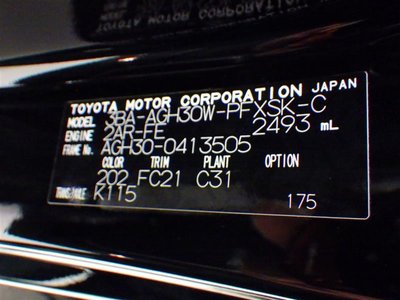 TOYOTA MOTOR CORPORATION JAPAN
MODEL 3BA-AGH30W-PFXSK-C
ENGINE 2AR-FE 2493 mL
FRAME No. AGH30-0413505
COLOR TRIM PLANT OPTION
202 FC21 C31
TRANS/AXLE K115
175